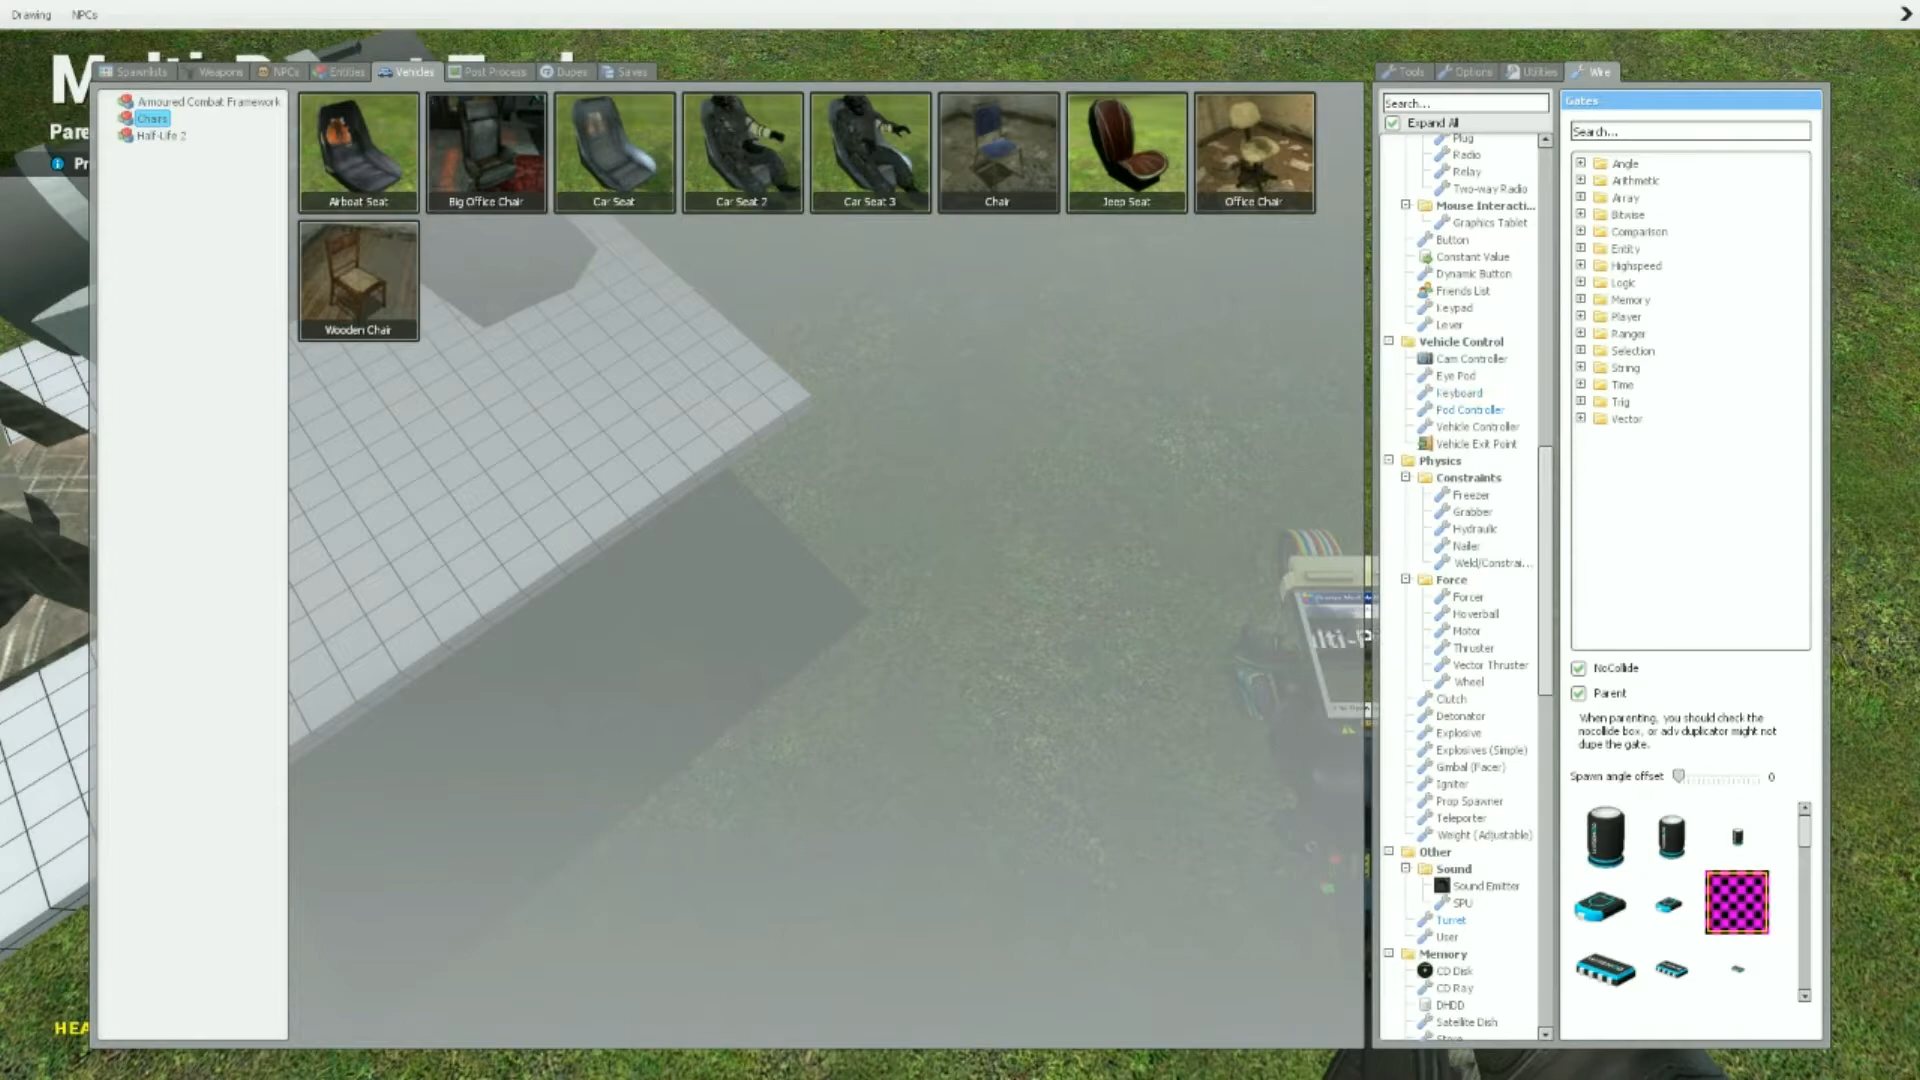 Drawing NPCs
Pare
Pr
HEA
Spawnlists Weapons NPCs Entities Vehicles Post Process Dupes Saves
Armoured Combat Framework
Chairs
Half-Life 2
Airboat Seat
Big Office Chair
Car Seat
Car Seat 2
Car Seat 3
Chair
Jeep Seat
Office Chair
Wooden Chair
Tools Options Utilities Wire
Search...
Expand All
Plug
Radio
Relay
Two-way Radio
Mouse Interacti...
Graphics Tablet
Button
Constant Value
Dynamic Button
Friends List
Keypad
Lever
Vehicle Control
Cam Controller
Eye Pod
Keyboard
Pod Controller
Vehicle Controller
Vehicle Exit Point
Physics
Constraints
Freezer
Grabber
Hydraulic
Nailer
Weld/Constrai...
Force
Forcer
Hoverball
Motor
Thruster
Vector Thruster
Wheel
Clutch
Detonator
Explosive
Explosives (Simple)
Gimbal (Facer)
Igniter
Prop Spawner
Teleporter
Weight (Adjustable)
Other
Sound
Sound Emitter
SPU
Turret
User
Memory
CD Disk
CD Ray
DHDD
Satellite Dish
Gates
Search...
Angle
Arithmetic
Array
Bitwise
Comparison
Entity
Highspeed
Logic
Memory
Player
Ranger
Selection
String
Time
Trig
Vector
NoCollide
Parent
When parenting, you should check the
nocollide box, or adv duplicator might not
dupe the gate.
Spawn angle offset 0